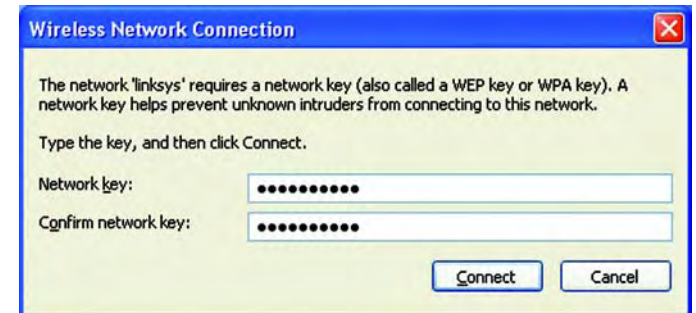 Wireless Network Connection
The network 'linksys' requires a network key (also called a WEP key or WPA key). A
network key helps prevent unknown intruders from connecting to this network.
Type the key, and then click Connect.
Network key: ●●●●●●●●●●
Confirm network key: ●●●●●●●●●●
Connect Cancel